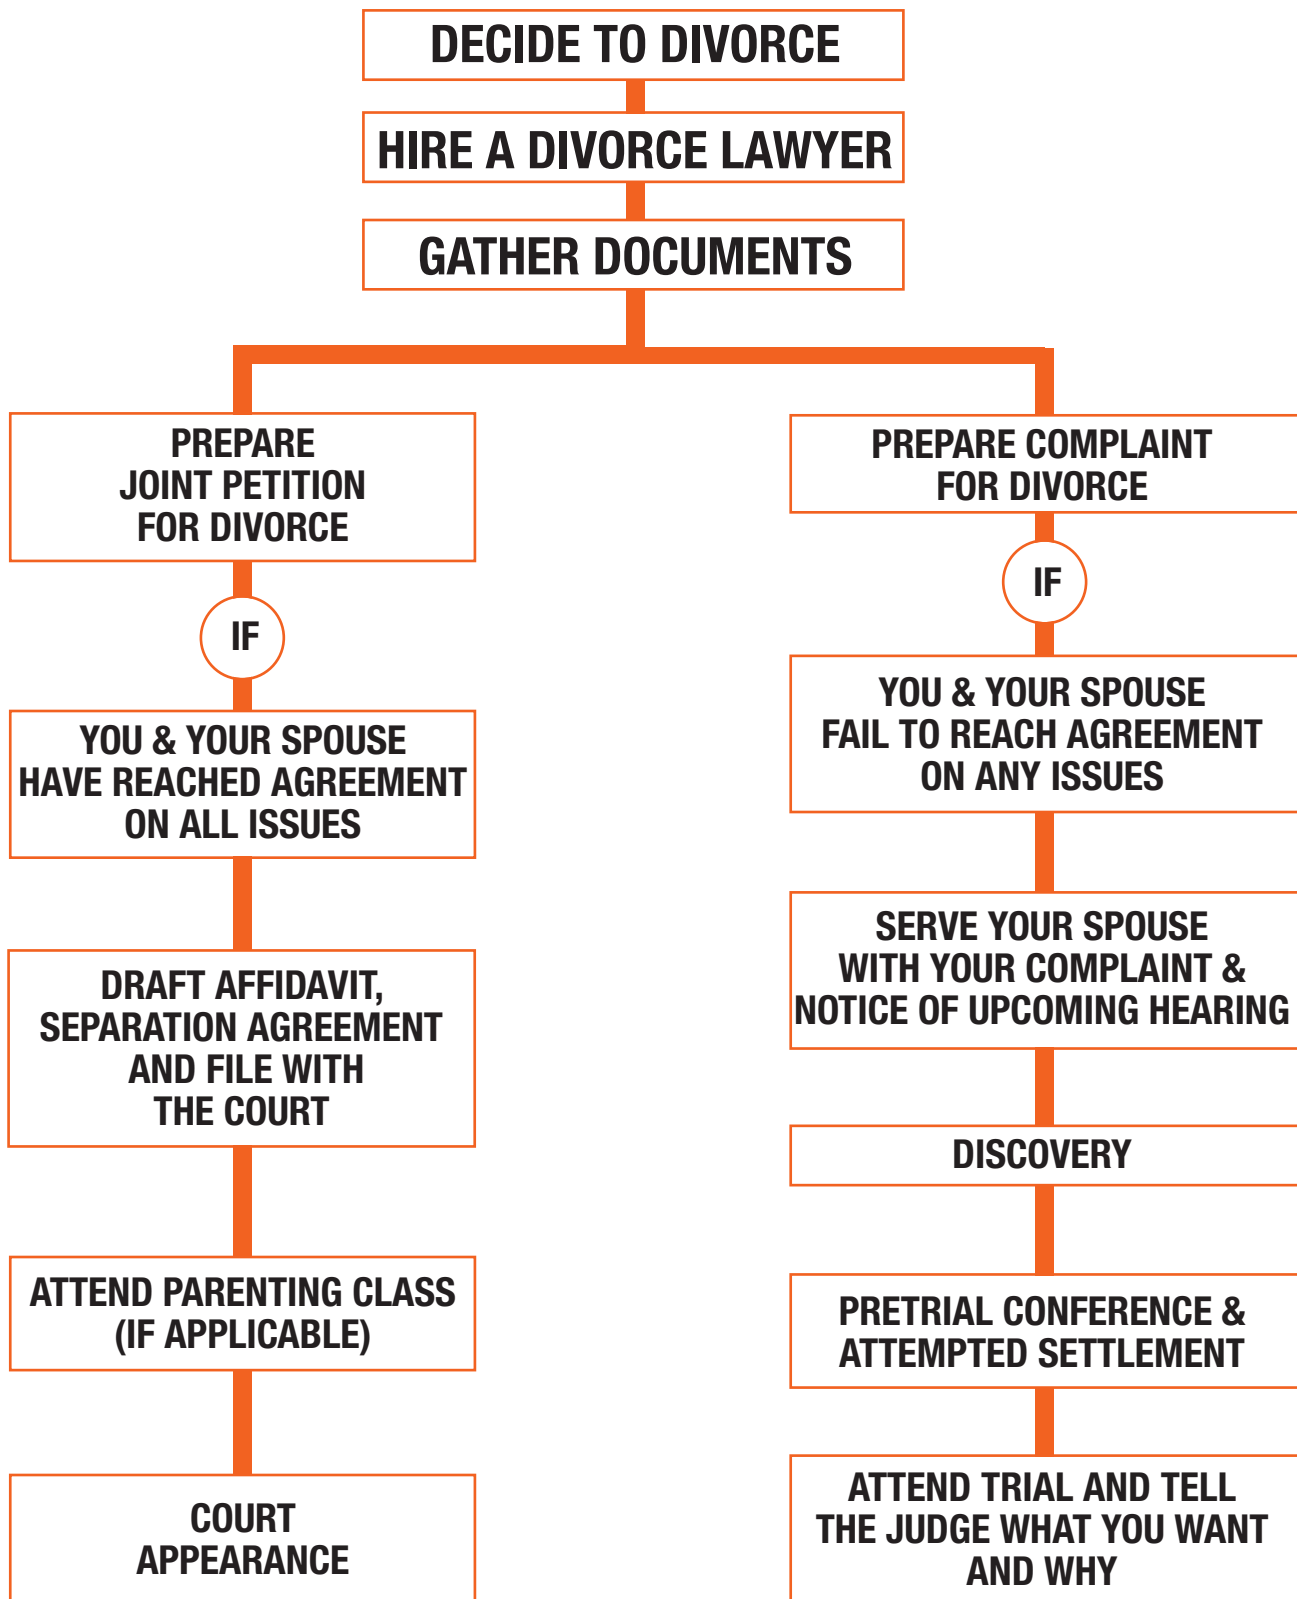 DECIDE TO DIVORCE
HIRE A DIVORCE LAWYER
GATHER DOCUMENTS
PREPARE
JOINT PETITION
FOR DIVORCE
IF
YOU & YOUR SPOUSE
HAVE REACHED AGREEMENT
ON ALL ISSUES
DRAFT AFFIDAVIT,
SEPARATION AGREEMENT
AND FILE WITH
THE COURT
ATTEND PARENTING CLASS
(IF APPLICABLE)
COURT
APPEARANCE
PREPARE COMPLAINT
FOR DIVORCE
IF
YOU & YOUR SPOUSE
FAIL TO REACH AGREEMENT
ON ANY ISSUES
SERVE YOUR SPOUSE
WITH YOUR COMPLAINT &
NOTICE OF UPCOMING HEARING
DISCOVERY
PRETRIAL CONFERENCE &
ATTEMPTED SETTLEMENT
ATTEND TRIAL AND TELL
THE JUDGE WHAT YOU WANT
AND WHY